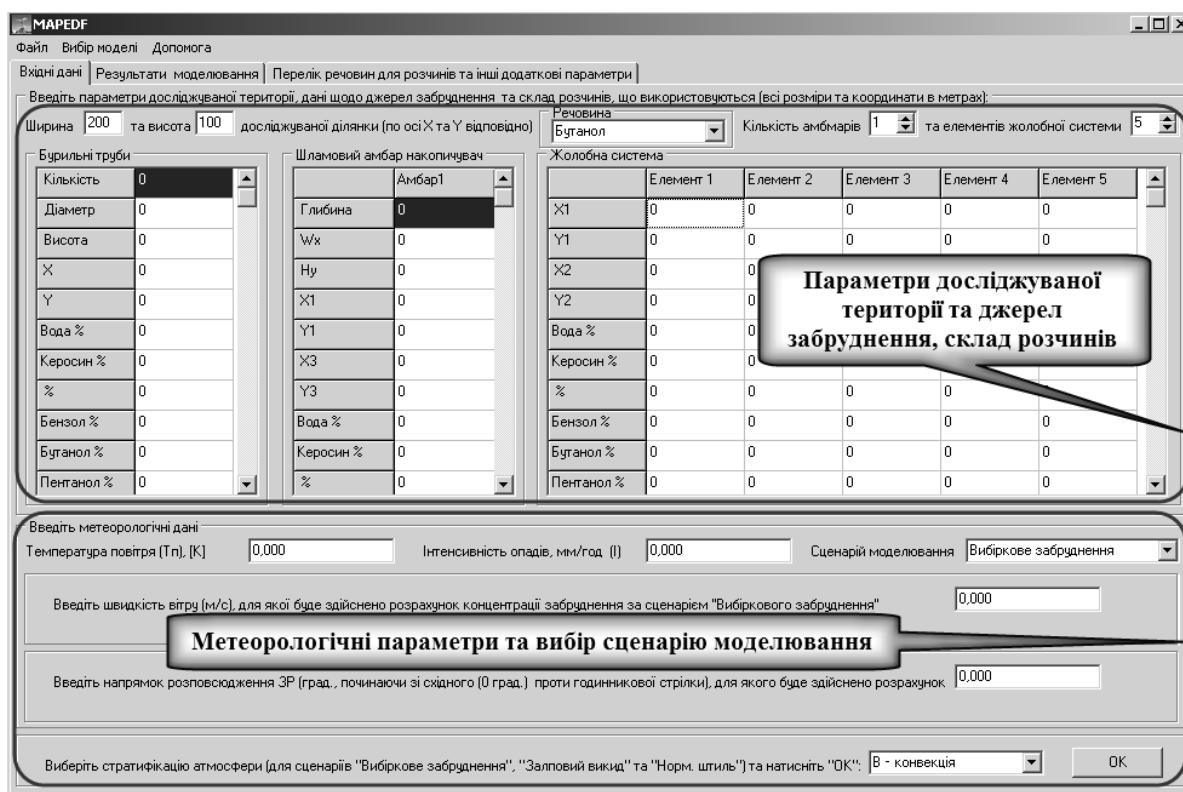 MAPEDF
Файл Вибір моделі Допомога
Вхідні дані Результати моделювання Перелік речовин для розчинів та інші додаткові параметри
Введіть параметри досліджуваної території, дані щодо джерел забруднення та склад розчинів, що використовуються (всі розміри та координати в метрах):
Ширина 200 та висота 100 досліджуваної ділянки (по осі X та Y відповідно) Речовина Бутанол Кількість амбмарів 1 та елементів жолобної системи 5
Бурильні труби Шламовий амбар накопичувач Жолобна система
Кількість 0 Амбар1 Елемент 1 Елемент 2 Елемент 3 Елемент 4 Елемент 5
Діаметр 0 Глибина 0 X1 0 0 0 0 0
Висота 0 Wx 0 Y1 0 0 0 0 0
X 0 Hy 0 X2 0 0
Y 0 X1 0 Y2 0 0
Вода % 0 Y1 0 Вода % 0 0
Керосин % 0 X3 0 Керосин % 0 0
% 0 Y3 0 % 0 0 0 0 0
Бензол % 0 Вода % 0 Бензол % 0 0 0 0 0
Бутанол % 0 Керосин % 0 Бутанол % 0 0 0 0 0
Пентанол % 0 % 0 Пентанол % 0 0 0 0 0
Параметри досліджуваної
території та джерел
забруднення, склад розчинів
Введіть метеорологічні дані
Температура повітря (Тп), [K] 0,000 Інтенсивність опадів, мм/год (I) 0,000 Сценарій моделювання Вибіркове забруднення
Введіть швидкість вітру (м/с), для якої буде здійснено розрахунок концентрації забруднення за сценарієм "Вибіркового забруднення" 0,000
Метеорологічні параметри та вибір сценарію моделювання
Введіть напрямок розповсюдження ЗР (град., починаючи зі східного (0 град.) проти годинникової стрілки), для якого буде здійснено розрахунок 0,000
Виберіть стратифікацію атмосфери (для сценаріїв "Вибіркове забруднення", "Залповий викид" та "Норм. штиль") та натисніть "ОК": В - конвекція OK